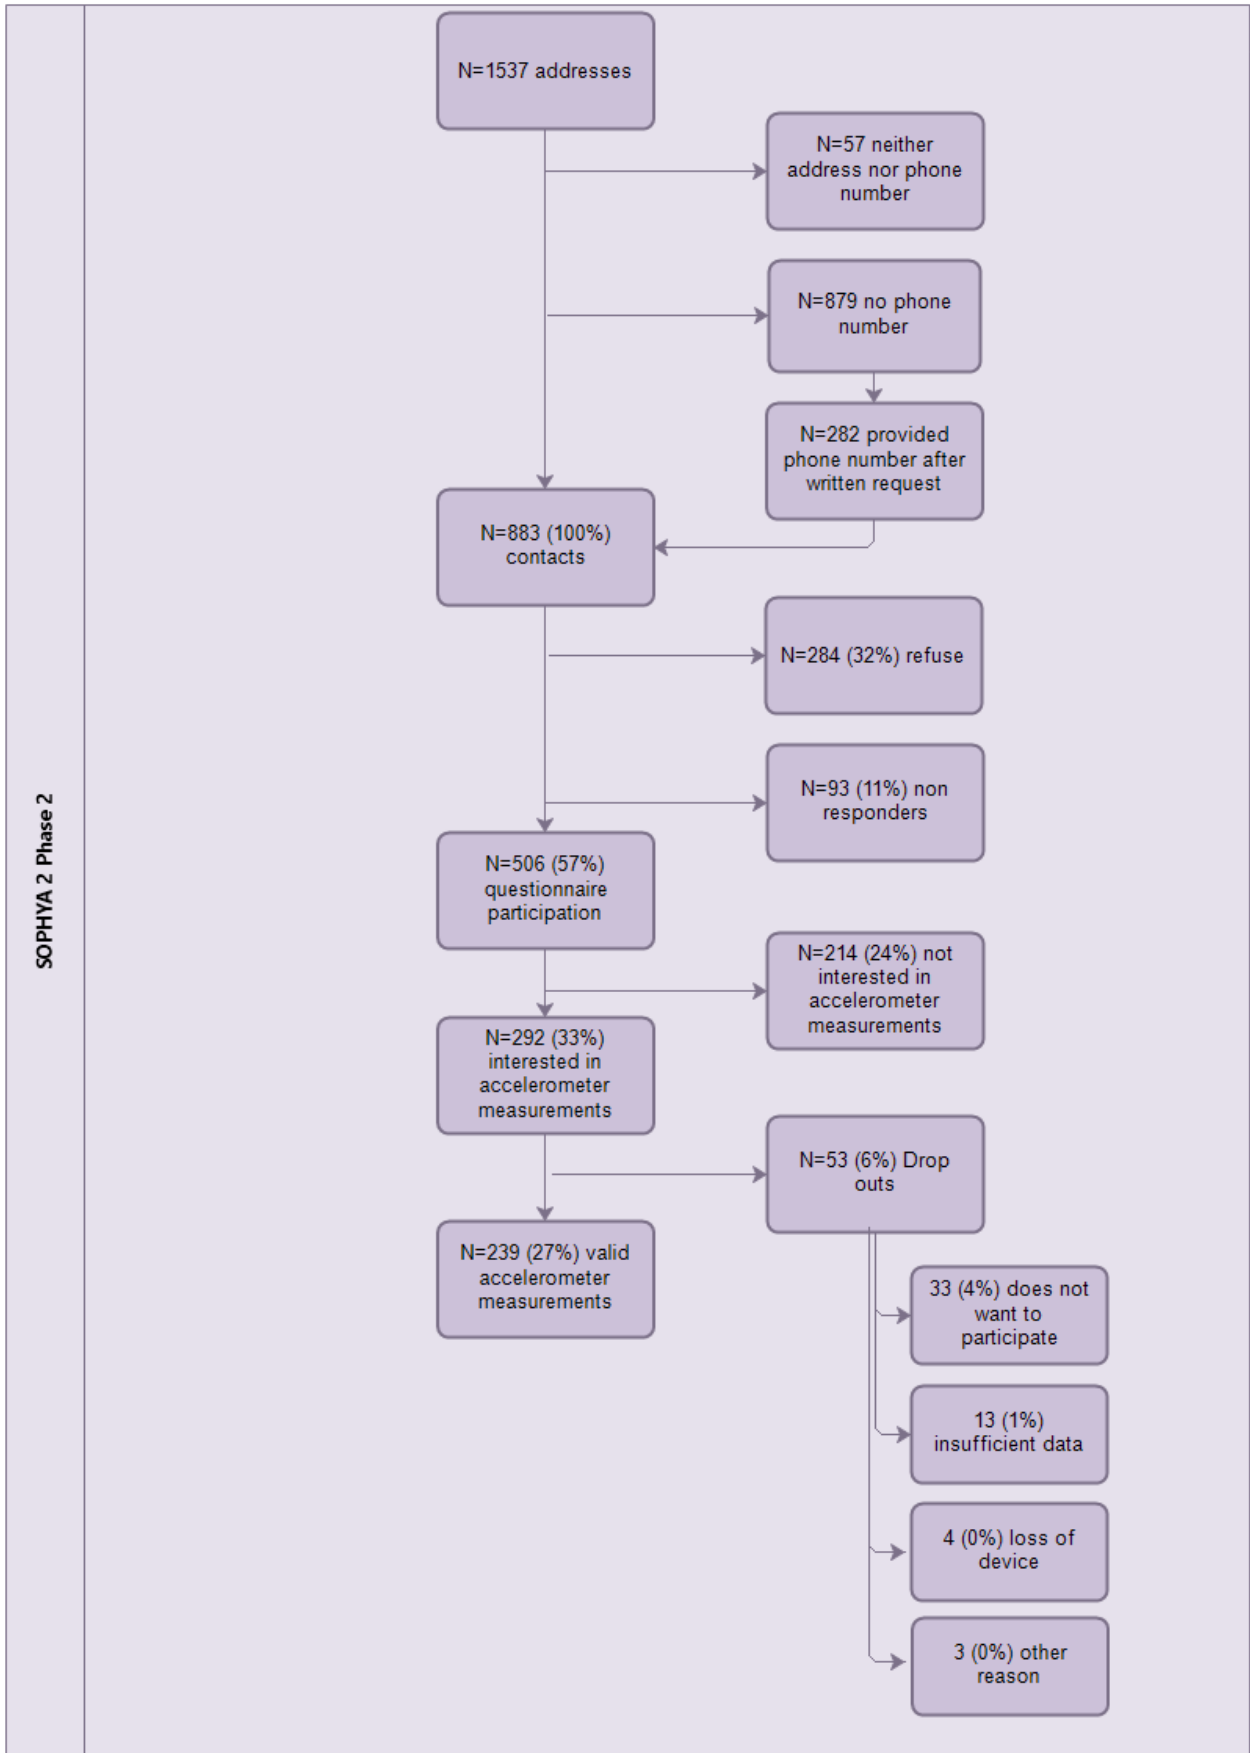 SOPHYA 2 Phase 2
N=1537 addresses
N=57 neither
address nor phone
number
N=879 no phone
number
N=282 provided
phone number after
written request
N=883 (100%)
contacts
N=284 (32%) refuse
N=93 (11%) non
responders
N=506 (57%)
questionnaire
participation
N=214 (24%) not
interested in
accelerometer
measurements
N=292 (33%)
interested in
accelerometer
measurements
N=53 (6%) Drop
outs
N=239 (27%) valid
accelerometer
measurements
33 (4%) does not
want to
participate
13 (1%)
insufficient data
4 (0%) loss of
device
3 (0%) other
reason